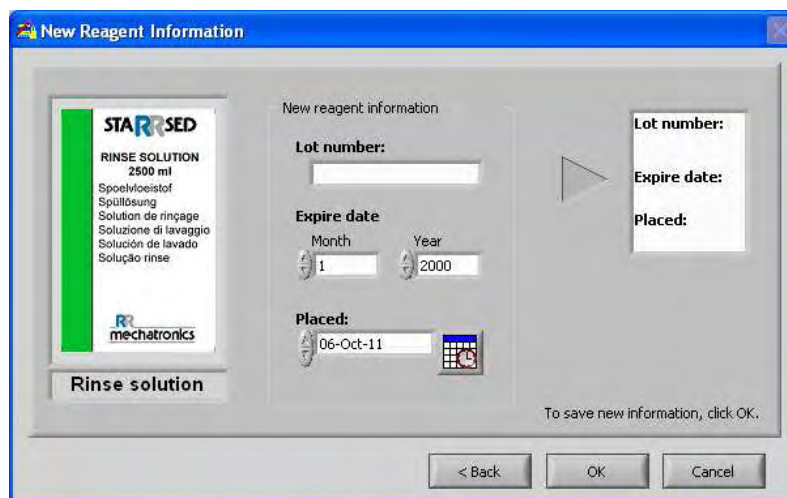 New Reagent Information
STARRSED
RINSE SOLUTION
2500 ml
Spoelvloeistof
Spüllösung
Solution de rinçage
Soluzione di lavaggio
Solución de lavado
Solução rinse
RR
mechatronics
Rinse solution
New reagent information
Lot number:
Expire date
Month Year
1 2000
Placed:
06-Oct-11
Lot number:
Expire date:
Placed:
To save new information, click OK.
< Back OK Cancel